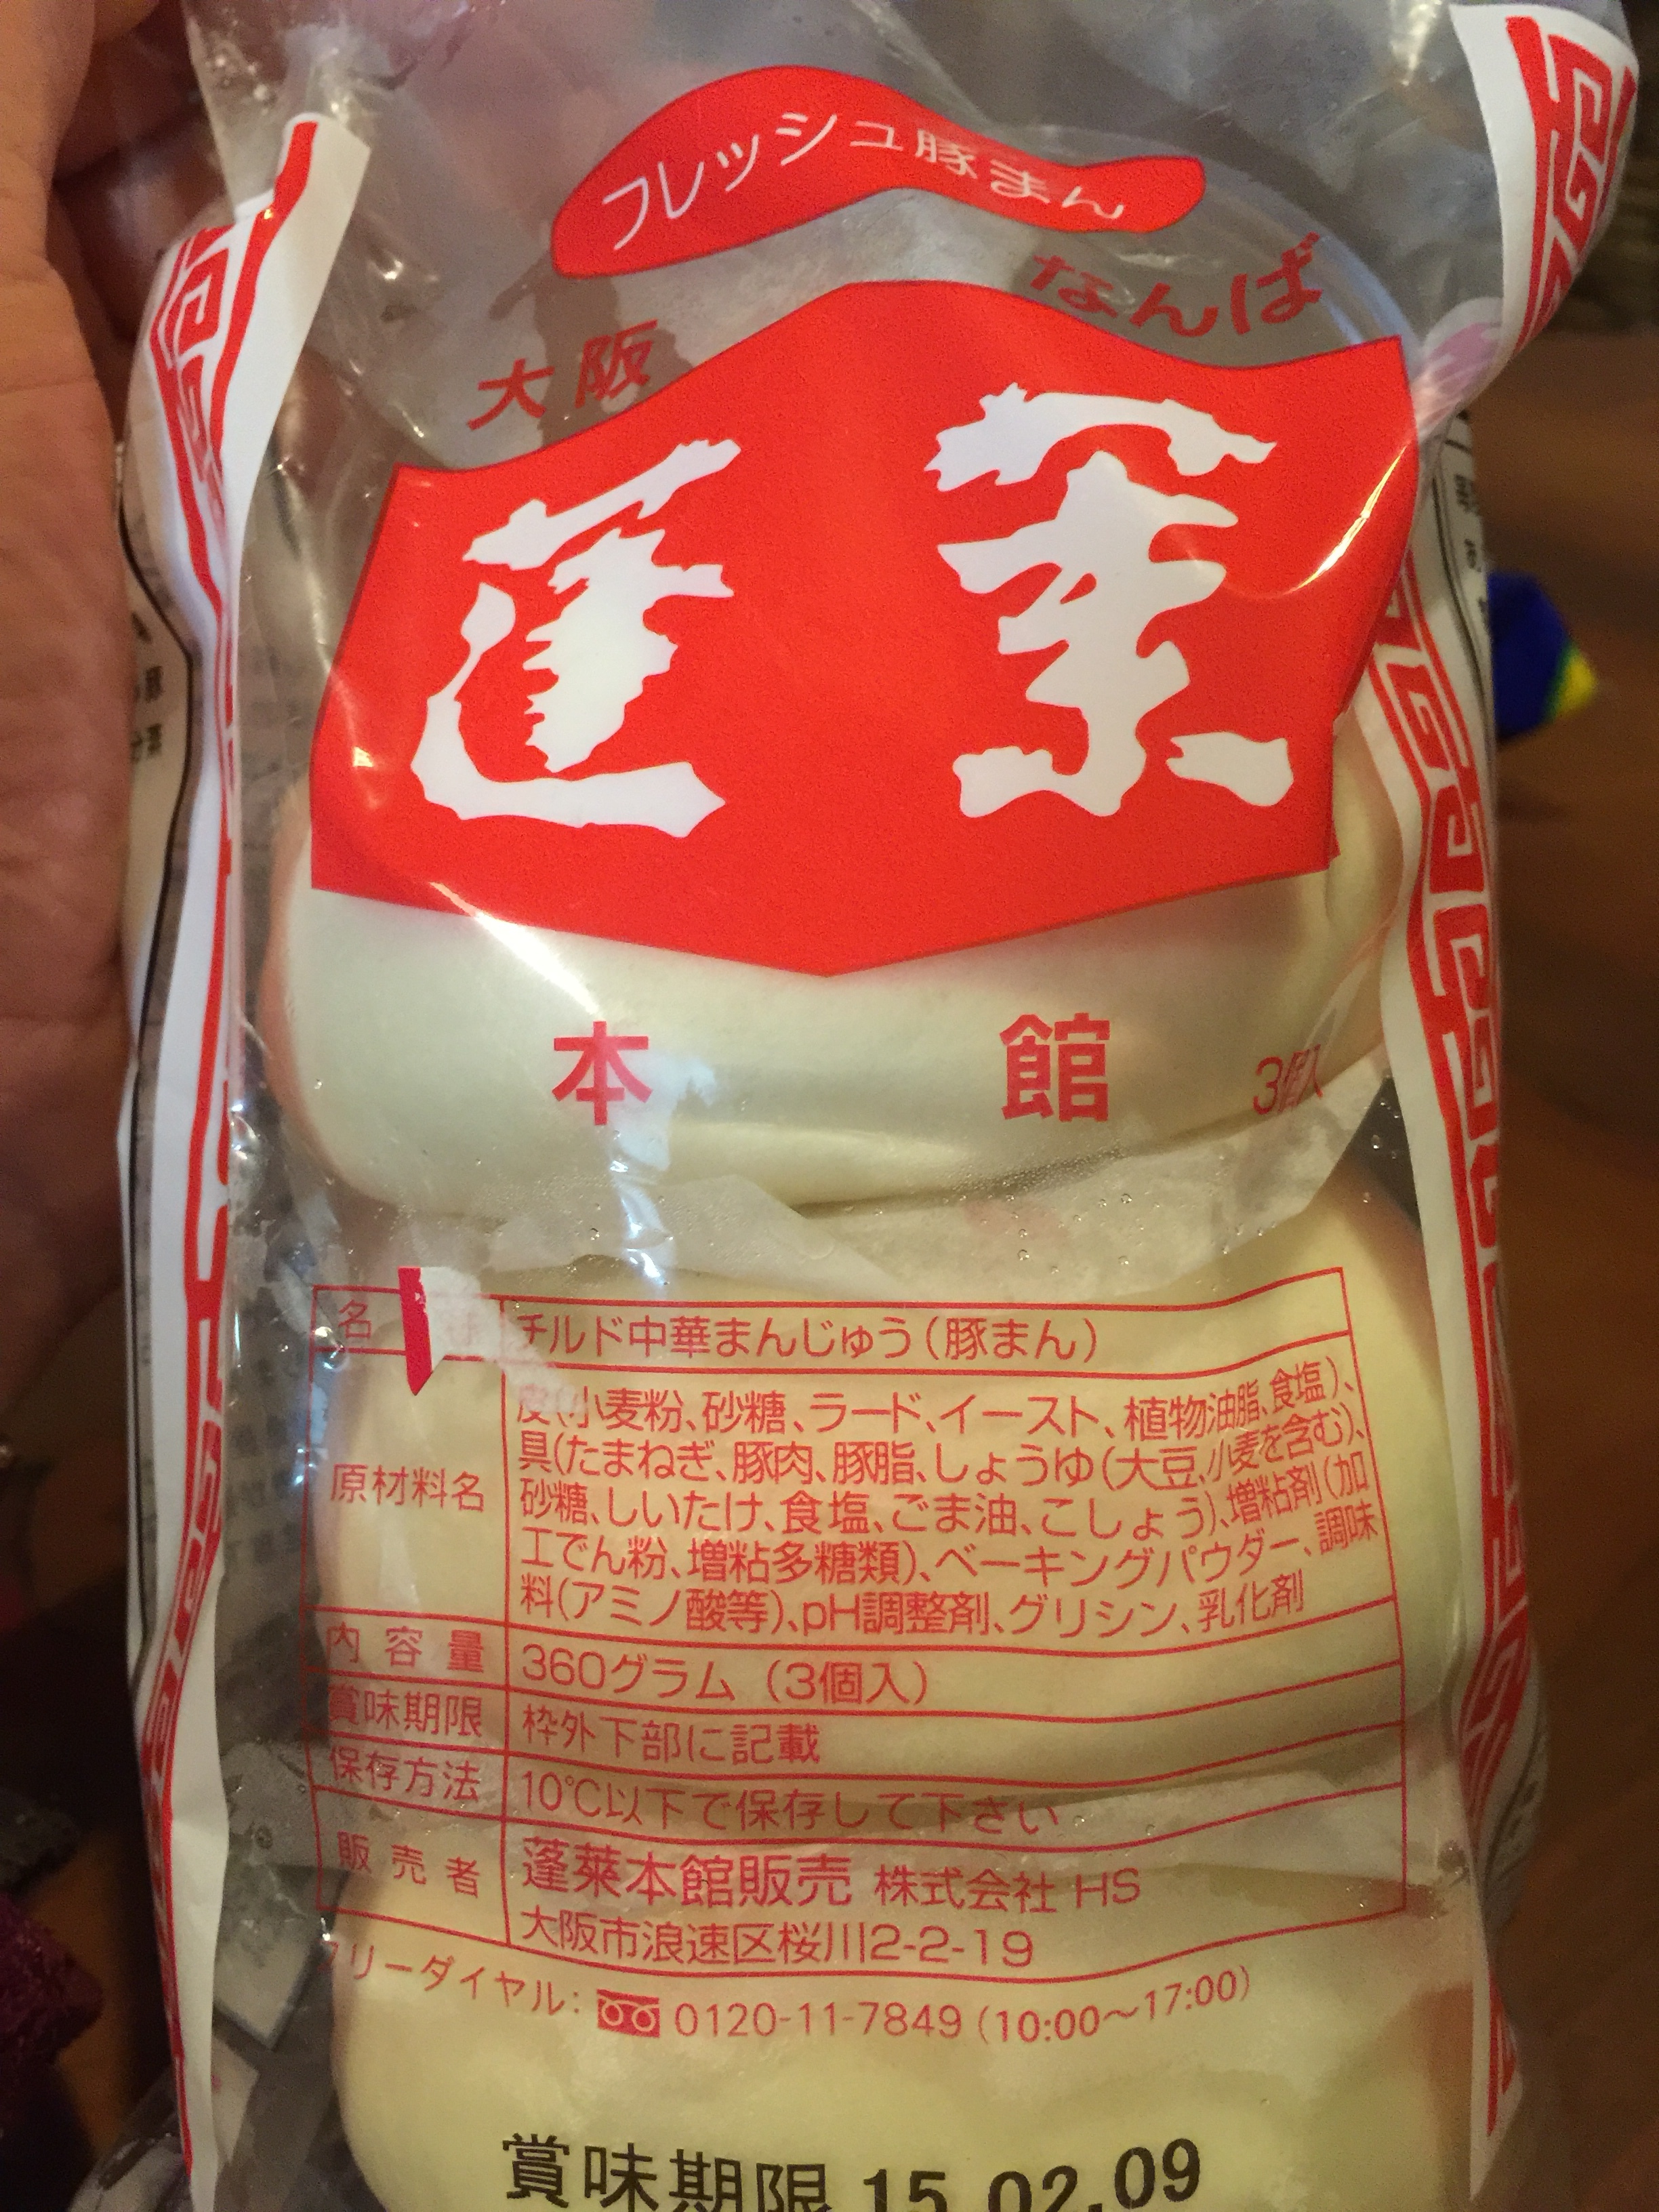 フレッシュ豚まん
大阪 なんば
蓬莱
本館
3個入
名 チルド中華まんじゅう(豚まん)
原材料名 皮(小麦粉、砂糖、ラード、イースト、植物油脂、食塩)、
具(たまねぎ、豚肉、豚脂、しょうゆ(大豆、小麦を含む)、
砂糖、しいたけ、食塩、ごま油、こしょう)、増粘剤(加
工でん粉、増粘多糖類)、ベーキングパウダー、調味
料(アミノ酸等)、pH調整剤、グリシン、乳化剤
内容量 360グラム (3個入)
賞味期限 枠外下部に記載
保存方法 10℃以下で保存して下さい
販売者 蓬莱本館販売 株式会社 HS
大阪市浪速区桜川2-2-19
フリーダイヤル: 0120-11-7849 (10:00〜17:00)
賞味期限 15.02.09